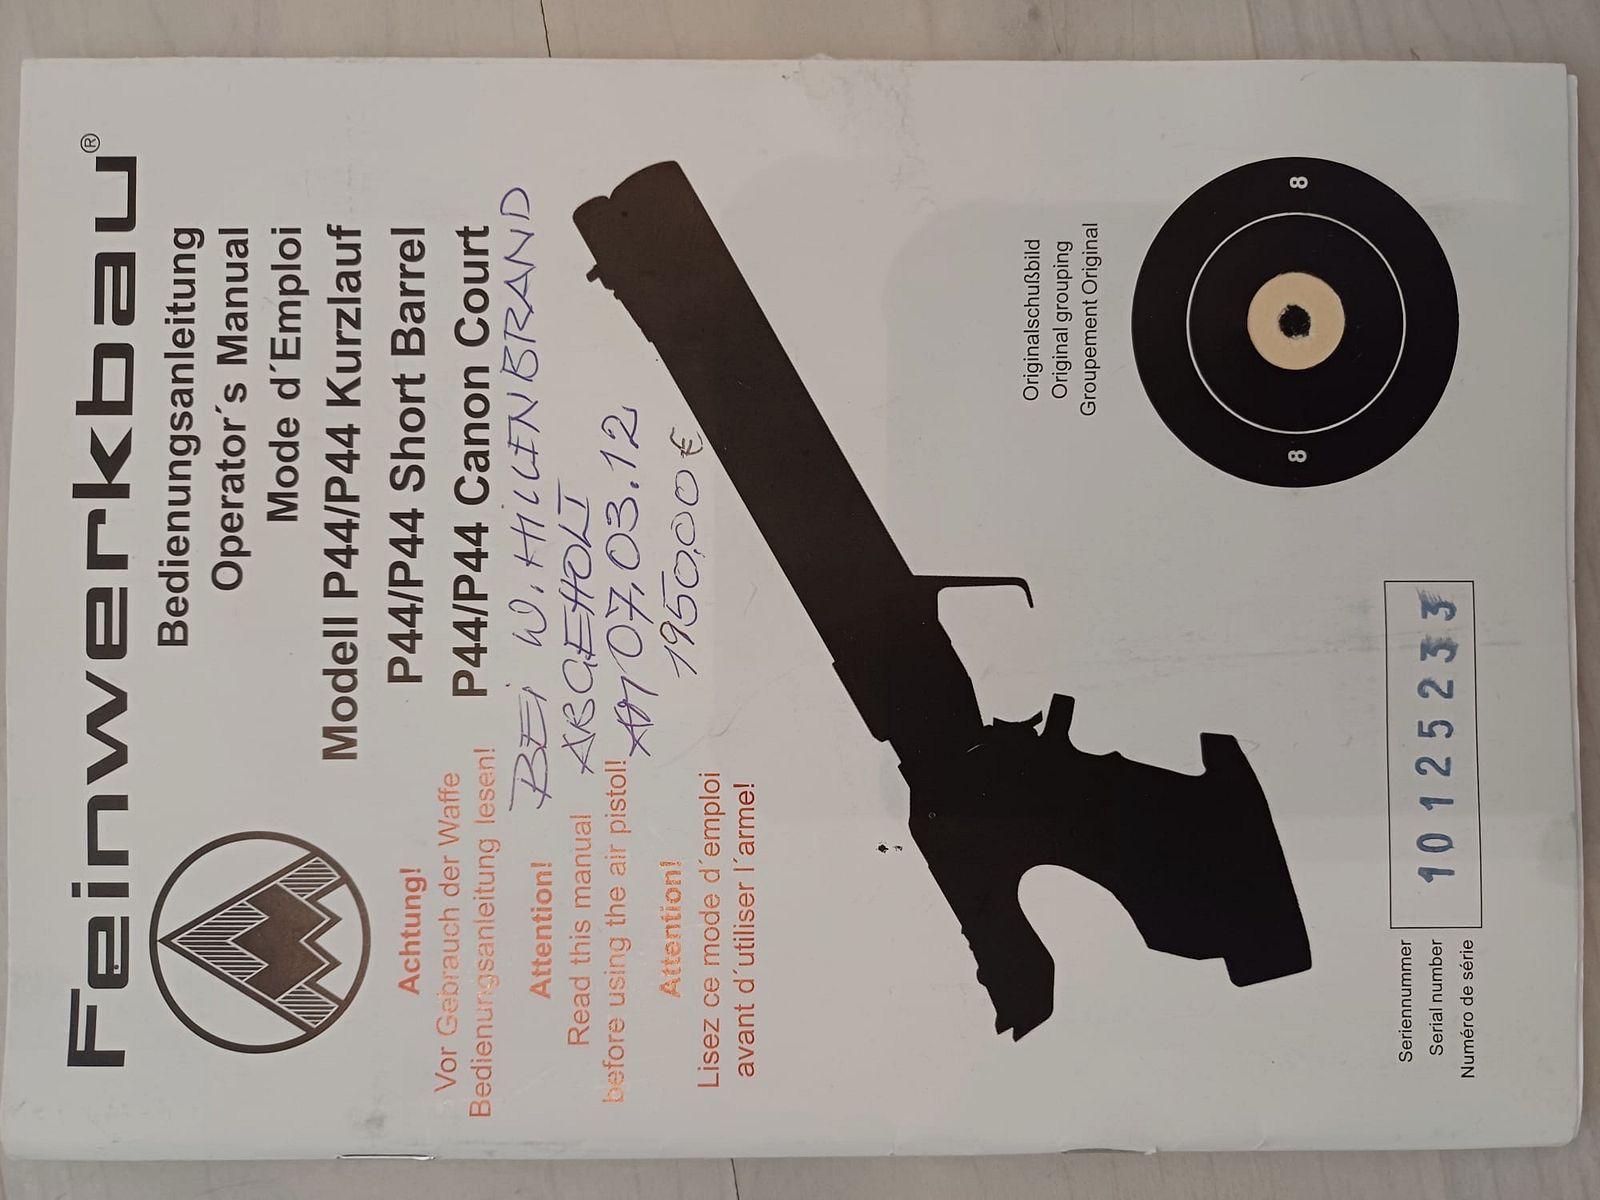 Feinwerkbau®
Bedienungsanleitung
Operator´s Manual
Mode d´Emploi
Modell P44/P44 Kurzlauf
P44/P44 Short Barrel
P44/P44 Canon Court
BEI W. HILLENBRAND
ABGEHOLT
AM 07.03.12
1950,00 €
Achtung!
Vor Gebrauch der Waffe
Bedienungsanleitung lesen!
Attention!
Read this manual
before using the air pistol!
Attention!
Lisez ce mode d´emploi
avant d´utiliser l´arme!
Originalschußbild
Original grouping
Groupement Original
8
8
Seriennummer
Serial number
Numéro de série
10125233